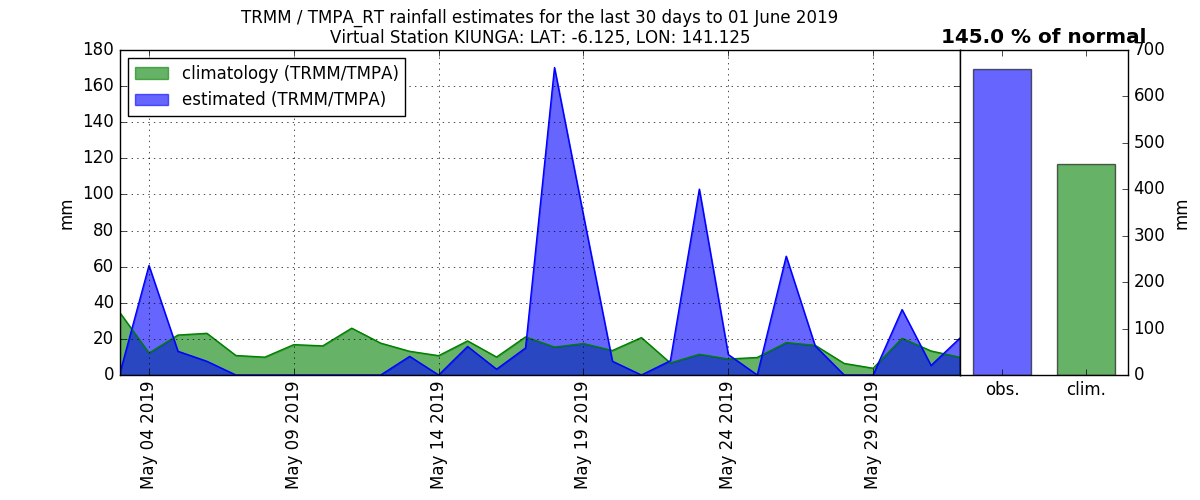 TRMM / TMPA_RT rainfall estimates for the last 30 days to 01 June 2019
Virtual Station KIUNGA: LAT: -6.125, LON: 141.125
145.0 % of normal
climatology (TRMM/TMPA)
estimated (TRMM/TMPA)
180
160
140
120
100
80
60
40
20
0
mm
May 04 2019
May 09 2019
May 14 2019
May 19 2019
May 24 2019
May 29 2019
700
600
500
400
300
200
100
0
mm
obs.
clim.